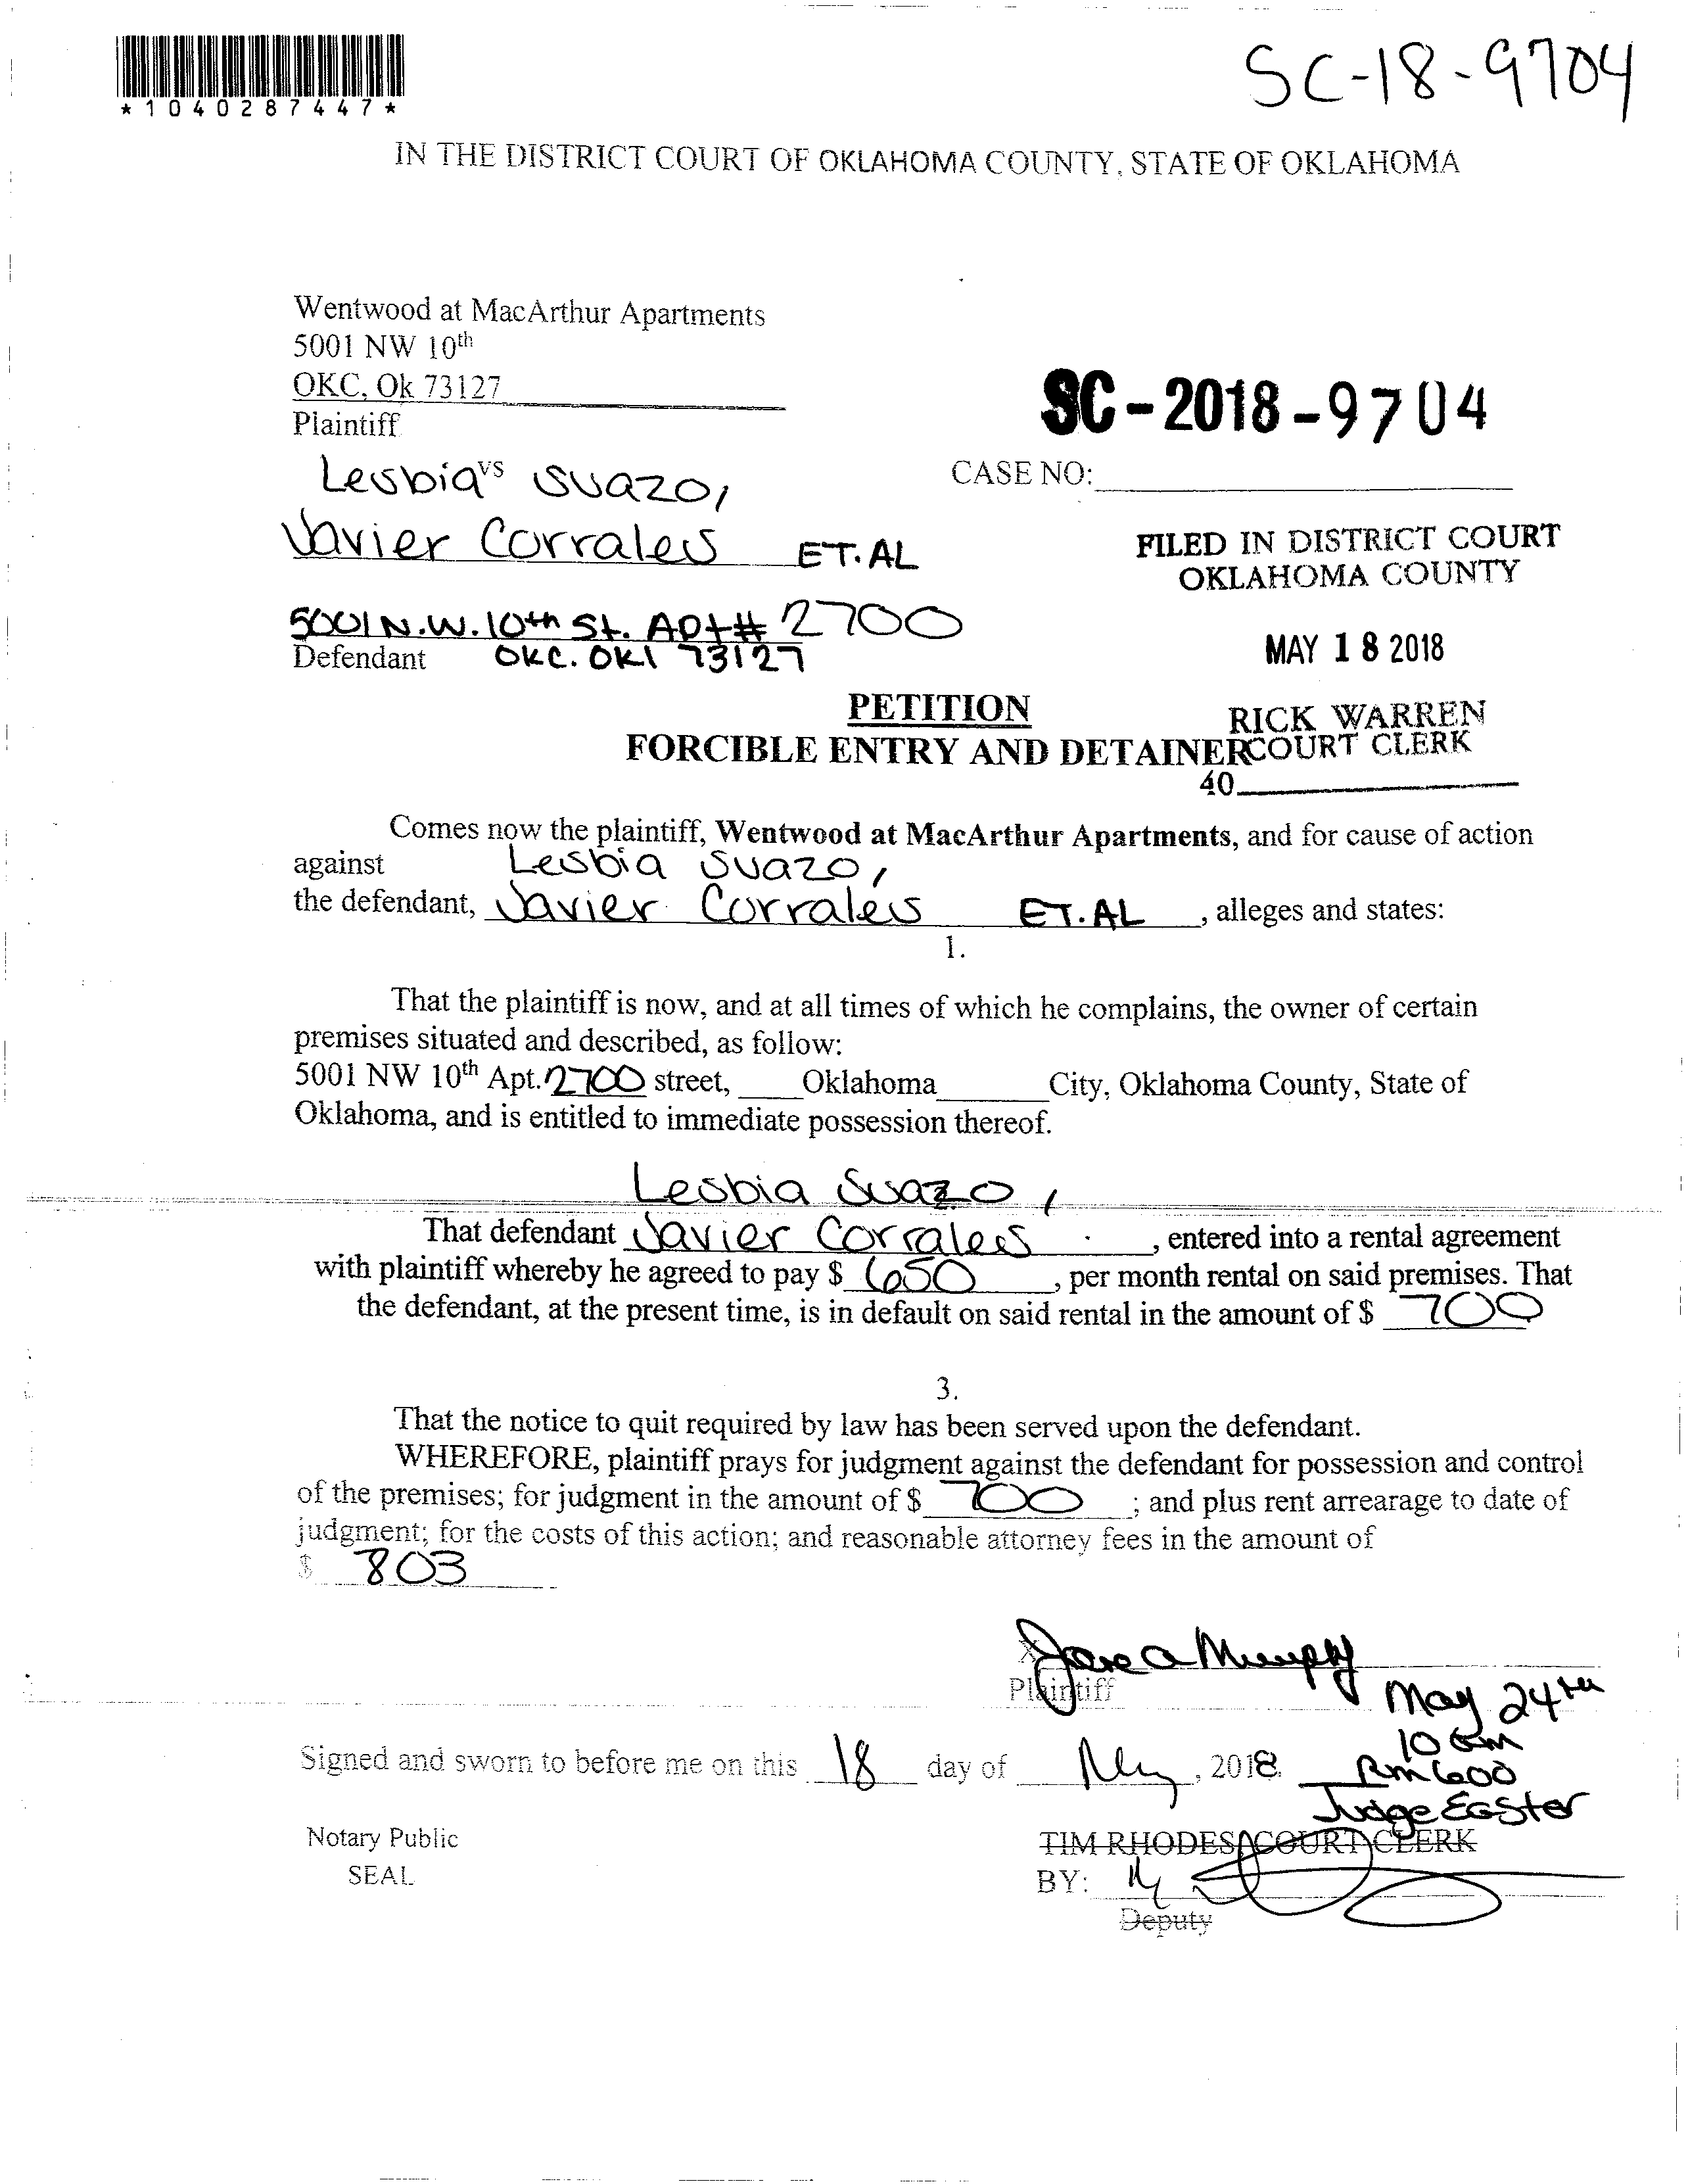 *1040287447*
SC-18-9704
IN THE DISTRICT COURT OF OKLAHOMA COUNTY, STATE OF OKLAHOMA
Wentwood at MacArthur Apartments
5001 NW 10th
OKC, Ok 73127
Plaintiff
SC-2018-9704
Lesbia vs Suazo,
CASE NO:
Javier Corrales ET.AL
FILED IN DISTRICT COURT
OKLAHOMA COUNTY
5001 N.W. 10th St. Apt# 2700
Defendant OKC. OKl 73127
MAY 18 2018
PETITION
RICK WARREN
FORCIBLE ENTRY AND DETAINER
COURT CLERK
40
Comes now the plaintiff, Wentwood at MacArthur Apartments, and for cause of action
against Lesbia Suazo,
the defendant, Javier Corrales ET.AL, alleges and states:
1.
That the plaintiff is now, and at all times of which he complains, the owner of certain
premises situated and described, as follow:
5001 NW 10th Apt. 2700 street, Oklahoma City, Oklahoma County, State of
Oklahoma, and is entitled to immediate possession thereof.
Lesbia Suazo,
That defendant Javier Corrales, entered into a rental agreement
with plaintiff whereby he agreed to pay $ 650, per month rental on said premises. That
the defendant, at the present time, is in default on said rental in the amount of $ 700
3.
That the notice to quit required by law has been served upon the defendant.
WHEREFORE, plaintiff prays for judgment against the defendant for possession and control
of the premises; for judgment in the amount of $ 700; and plus rent arrearage to date of
judgment; for the costs of this action; and reasonable attorney fees in the amount of
$ 803
X
Plaintiff
May 24th
10 am
Signed and sworn to before me on this 18 day of May, 2018.
Rm 600
Judge Easter
Notary Public
TIM RHODES, COURT CLERK
SEAL
BY:
Deputy